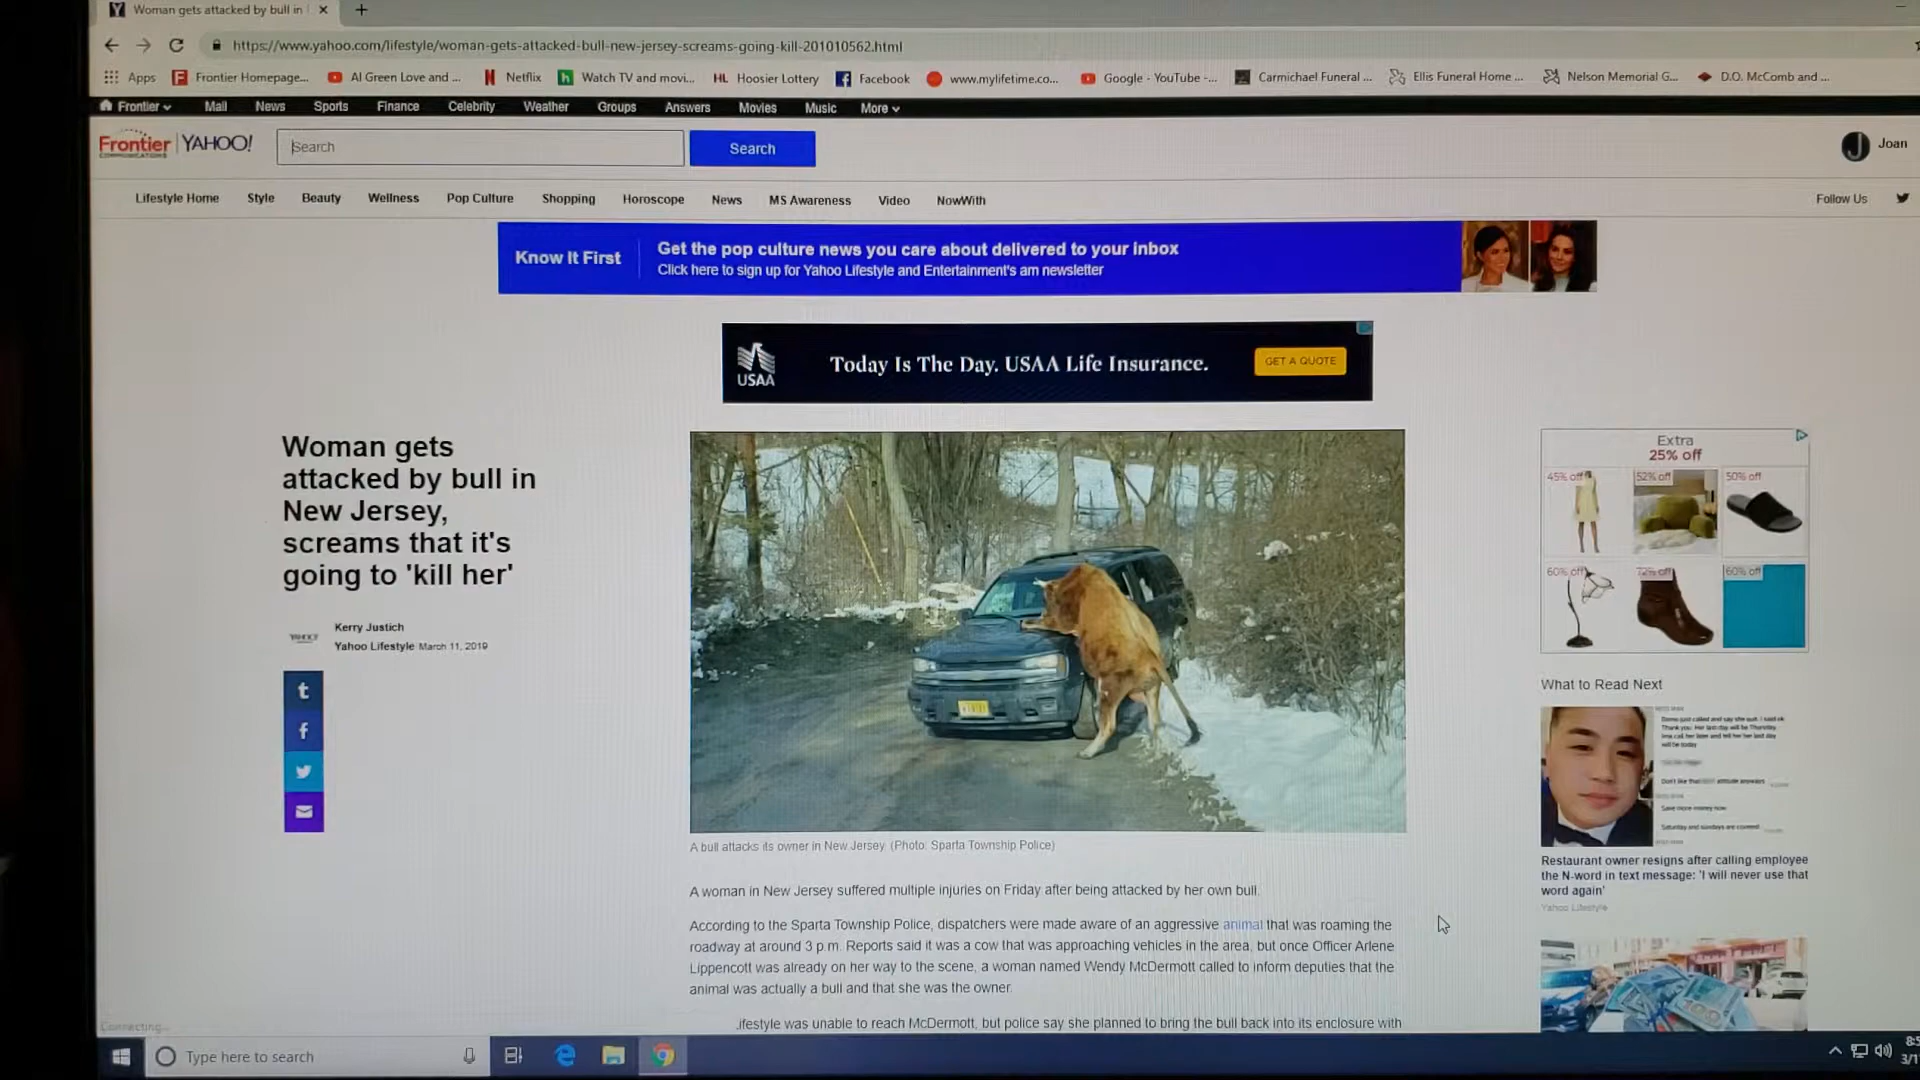 Woman gets attacked by bull in
https://www.yahoo.com/lifestyle/woman-gets-attacked-bull-new-jersey-screams-going-kill-201010562.html
Apps Frontier Homepage... Al Green Love and ... Netflix Watch TV and movi... HL Hoosier Lottery Facebook www.mylifetime.co... Google - YouTube -... Carmichael Funeral ... Ellis Funeral Home ... Nelson Memorial G... D.O. McComb and ...
Frontier Mail News Sports Finance Celebrity Weather Groups Answers Movies Music More
Frontier COMMUNICATIONS YAHOO! Search Search J Joan
Lifestyle Home Style Beauty Wellness Pop Culture Shopping Horoscope News MS Awareness Video NowWith Follow Us
Know It First
Get the pop culture news you care about delivered to your inbox
Click here to sign up for Yahoo Lifestyle and Entertainment's am newsletter
USAA
Today Is The Day. USAA Life Insurance.
GET A QUOTE
Woman gets
attacked by bull in
New Jersey,
screams that it's
going to 'kill her'
Kerry Justich
Yahoo Lifestyle March 11, 2019
A bull attacks its owner in New Jersey. (Photo: Sparta Township Police)
A woman in New Jersey suffered multiple injuries on Friday after being attacked by her own bull.
According to the Sparta Township Police, dispatchers were made aware of an aggressive animal that was roaming the
roadway at around 3 p.m. Reports said it was a cow that was approaching vehicles in the area, but once Officer Arlene
Lippencott was already on her way to the scene, a woman named Wendy McDermott called to inform deputies that the
animal was actually a bull and that she was the owner.
ifestyle was unable to reach McDermott, but police say she planned to bring the bull back into its enclosure with
Extra
25% off
45% off 52% off 50% off
60% off 72% off 60% off
What to Read Next
Restaurant owner resigns after calling employee
the N-word in text message: 'I will never use that
word again'
Yahoo Lifestyle
Connecting...
Type here to search